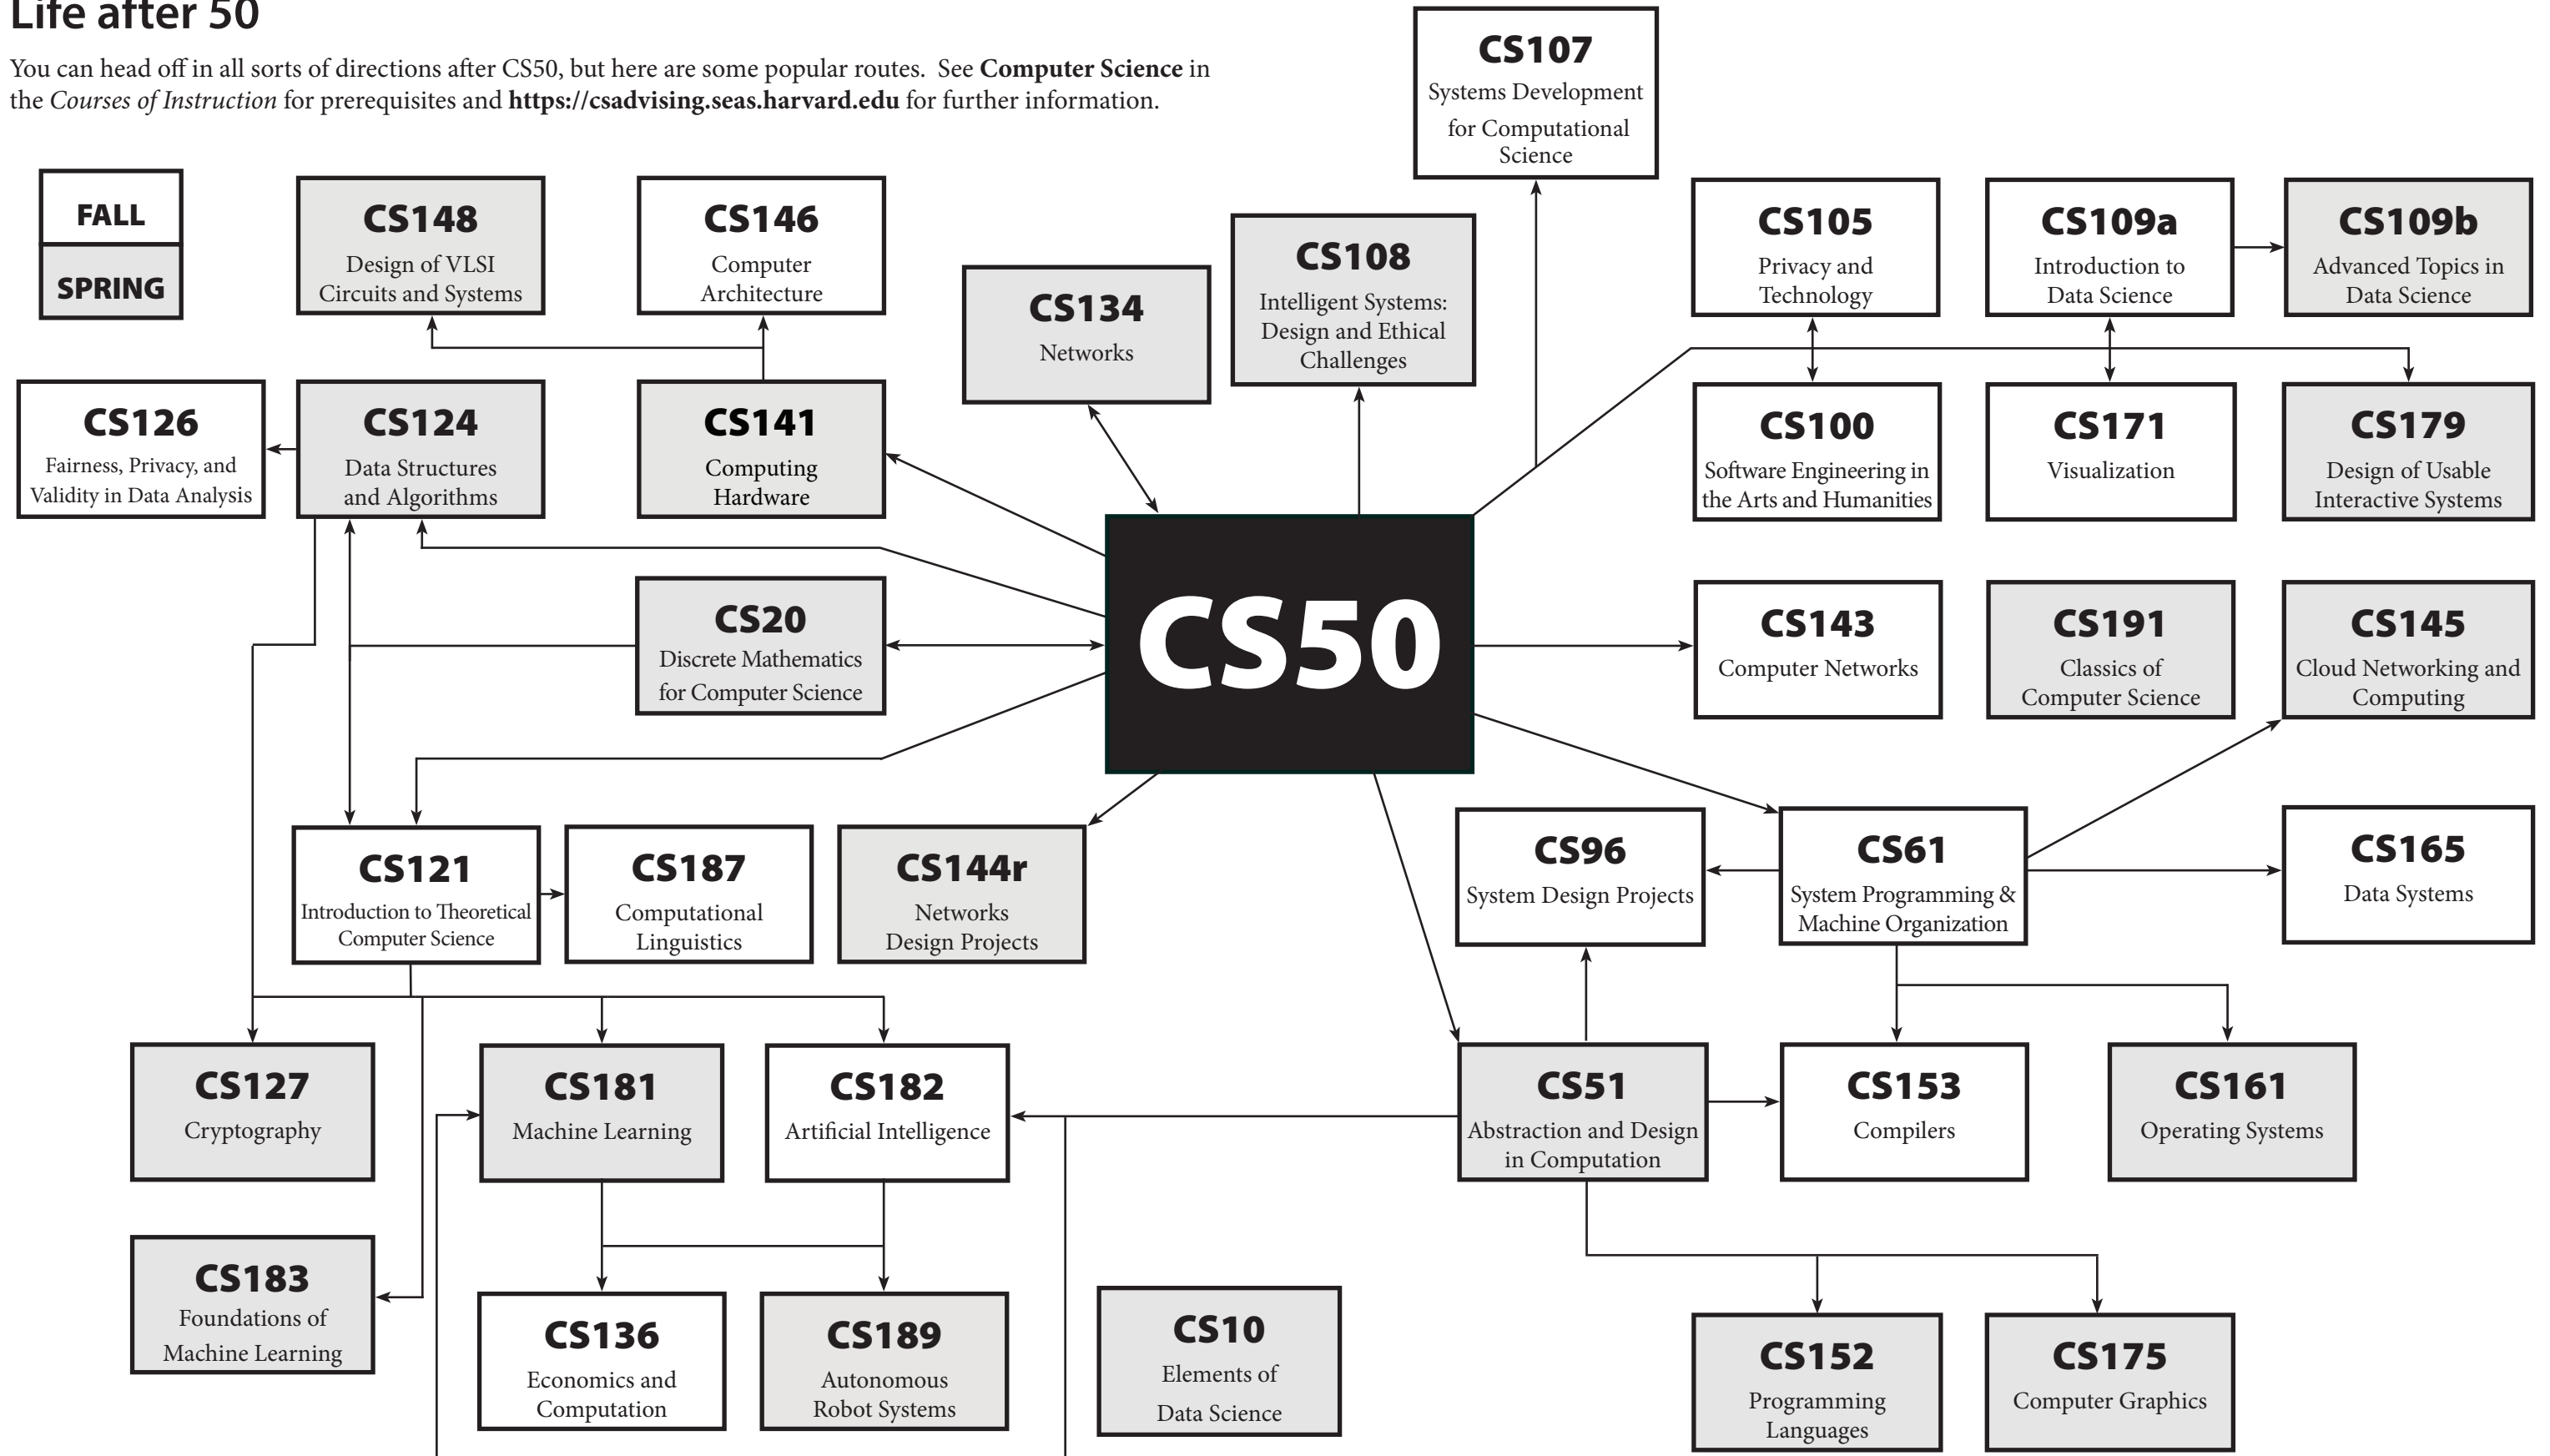 Life after 50
You can head off in all sorts of directions after CS50, but here are some popular routes.  See Computer Science in
the Courses of Instruction for prerequisites and https://csadvising.seas.harvard.edu for further information.
FALL
SPRING
CS107
Systems Development
for Computational
Science
CS148
Design of VLSI
Circuits and Systems
CS146
Computer
Architecture
CS134
Networks
CS108
Intelligent Systems:
Design and Ethical
Challenges
CS105
Privacy and
Technology
CS109a
Introduction to
Data Science
CS109b
Advanced Topics in
Data Science
CS126
Fairness, Privacy, and
Validity in Data Analysis
CS124
Data Structures
and Algorithms
CS141
Computing
Hardware
CS100
Software Engineering in
the Arts and Humanities
CS171
Visualization
CS179
Design of Usable
Interactive Systems
CS20
Discrete Mathematics
for Computer Science
CS50
CS143
Computer Networks
CS191
Classics of
Computer Science
CS145
Cloud Networking and
Computing
CS121
Introduction to Theoretical
Computer Science
CS187
Computational
Linguistics
CS144r
Networks
Design Projects
CS96
System Design Projects
CS61
System Programming &
Machine Organization
CS165
Data Systems
CS127
Cryptography
CS181
Machine Learning
CS182
Artificial Intelligence
CS51
Abstraction and Design
in Computation
CS153
Compilers
CS161
Operating Systems
CS183
Foundations of
Machine Learning
CS136
Economics and
Computation
CS189
Autonomous
Robot Systems
CS10
Elements of
Data Science
CS152
Programming
Languages
CS175
Computer Graphics